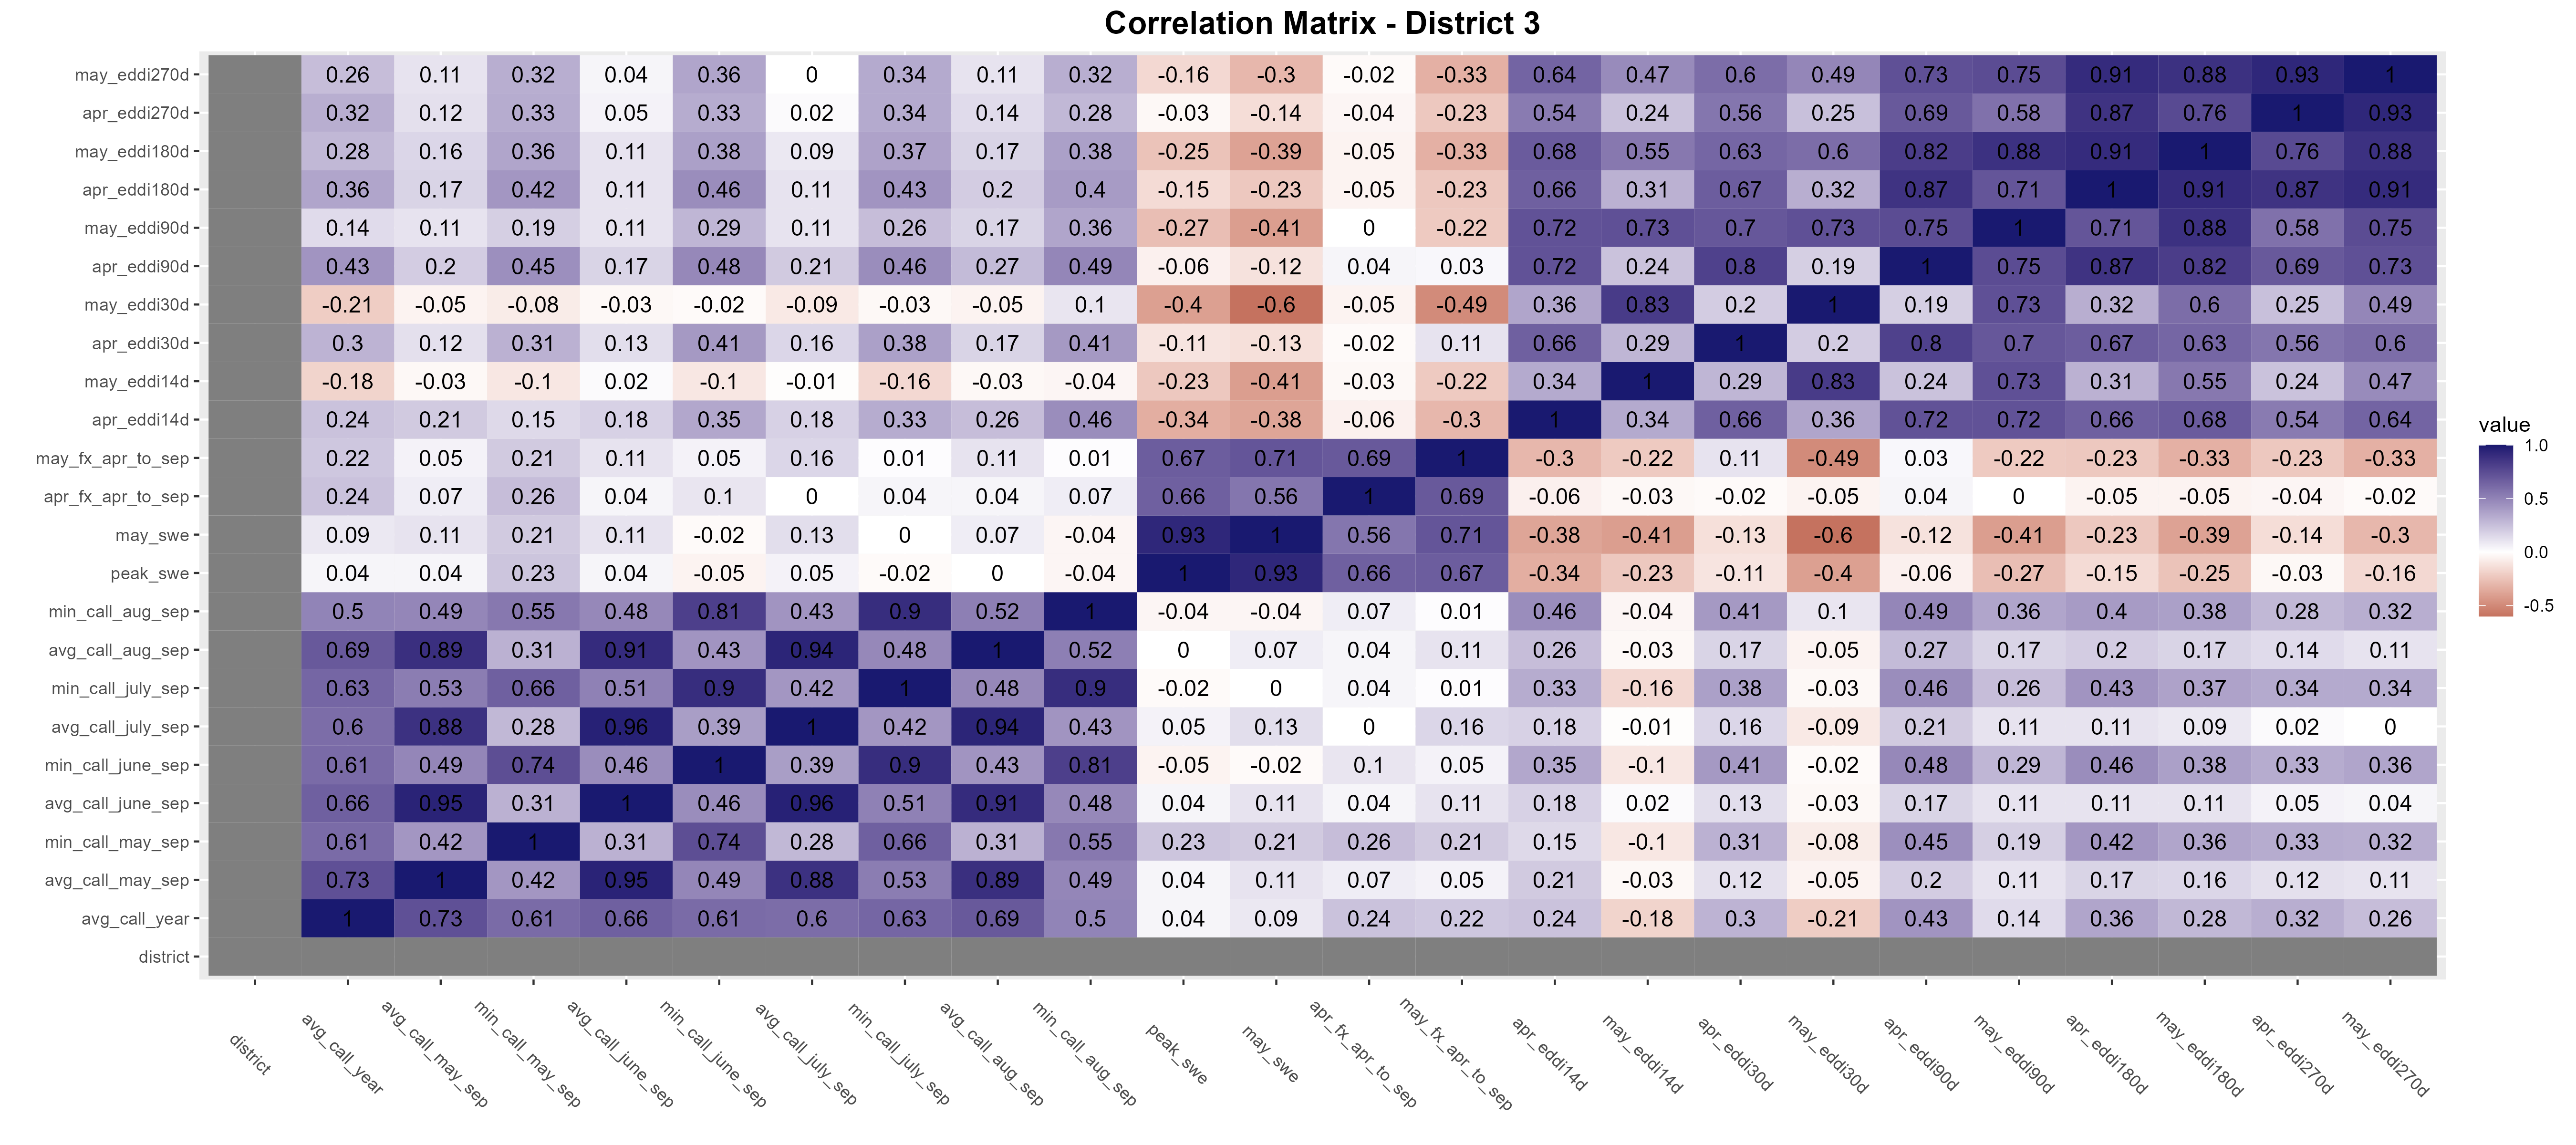 Correlation Matrix - District 3
may_eddi270d 0.26 0.11 0.32 0.04 0.36 0 0.34 0.11 0.32 -0.16 -0.3 -0.02 -0.33 0.64 0.47 0.6 0.49 0.73 0.75 0.91 0.88 0.93 1
apr_eddi270d 0.32 0.12 0.33 0.05 0.33 0.02 0.34 0.14 0.28 -0.03 -0.14 -0.04 -0.23 0.54 0.24 0.56 0.25 0.69 0.58 0.87 0.76 1 0.93
may_eddi180d 0.28 0.16 0.36 0.11 0.38 0.09 0.37 0.17 0.38 -0.25 -0.39 -0.05 -0.33 0.68 0.55 0.63 0.6 0.82 0.88 0.91 1 0.76 0.88
apr_eddi180d 0.36 0.17 0.42 0.11 0.46 0.11 0.43 0.2 0.4 -0.15 -0.23 -0.05 -0.23 0.66 0.31 0.67 0.32 0.87 0.71 1 0.91 0.87 0.91
may_eddi90d 0.14 0.11 0.19 0.11 0.29 0.11 0.26 0.17 0.36 -0.27 -0.41 0 -0.22 0.72 0.73 0.7 0.73 0.75 1 0.71 0.88 0.58 0.75
apr_eddi90d 0.43 0.2 0.45 0.17 0.48 0.21 0.46 0.27 0.49 -0.06 -0.12 0.04 0.03 0.72 0.24 0.8 0.19 1 0.75 0.87 0.82 0.69 0.73
may_eddi30d -0.21 -0.05 -0.08 -0.03 -0.02 -0.09 -0.03 -0.05 0.1 -0.4 -0.6 -0.05 -0.49 0.36 0.83 0.2 1 0.19 0.73 0.32 0.6 0.25 0.49
apr_eddi30d 0.3 0.12 0.31 0.13 0.41 0.16 0.38 0.17 0.41 -0.11 -0.13 -0.02 0.11 0.66 0.29 1 0.2 0.8 0.7 0.67 0.63 0.56 0.6
may_eddi14d -0.18 -0.03 -0.1 0.02 -0.1 -0.01 -0.16 -0.03 -0.04 -0.23 -0.41 -0.03 -0.22 0.34 1 0.29 0.83 0.24 0.73 0.31 0.55 0.24 0.47
apr_eddi14d 0.24 0.21 0.15 0.18 0.35 0.18 0.33 0.26 0.46 -0.34 -0.38 -0.06 -0.3 1 0.34 0.66 0.36 0.72 0.72 0.66 0.68 0.54 0.64
may_fx_apr_to_sep 0.22 0.05 0.21 0.11 0.05 0.16 0.01 0.11 0.01 0.67 0.71 0.69 1 -0.3 -0.22 0.11 -0.49 0.03 -0.22 -0.23 -0.33 -0.23 -0.33
apr_fx_apr_to_sep 0.24 0.07 0.26 0.04 0.1 0 0.04 0.04 0.07 0.66 0.56 1 0.69 -0.06 -0.03 -0.02 -0.05 0.04 0 -0.05 -0.05 -0.04 -0.02
may_swe 0.09 0.11 0.21 0.11 -0.02 0.13 0 0.07 -0.04 0.93 1 0.56 0.71 -0.38 -0.41 -0.13 -0.6 -0.12 -0.41 -0.23 -0.39 -0.14 -0.3
peak_swe 0.04 0.04 0.23 0.04 -0.05 0.05 -0.02 0 -0.04 1 0.93 0.66 0.67 -0.34 -0.23 -0.11 -0.4 -0.06 -0.27 -0.15 -0.25 -0.03 -0.16
min_call_aug_sep 0.5 0.49 0.55 0.48 0.81 0.43 0.9 0.52 1 -0.04 -0.04 0.07 0.01 0.46 -0.04 0.41 0.1 0.49 0.36 0.4 0.38 0.28 0.32
avg_call_aug_sep 0.69 0.89 0.31 0.91 0.43 0.94 0.48 1 0.52 0 0.07 0.04 0.11 0.26 -0.03 0.17 -0.05 0.27 0.17 0.2 0.17 0.14 0.11
min_call_july_sep 0.63 0.53 0.66 0.51 0.9 0.42 1 0.48 0.9 -0.02 0 0.04 0.01 0.33 -0.16 0.38 -0.03 0.46 0.26 0.43 0.37 0.34 0.34
avg_call_july_sep 0.6 0.88 0.28 0.96 0.39 1 0.42 0.94 0.43 0.05 0.13 0 0.16 0.18 -0.01 0.16 -0.09 0.21 0.11 0.11 0.09 0.02 0
min_call_june_sep 0.61 0.49 0.74 0.46 1 0.39 0.9 0.43 0.81 -0.05 -0.02 0.1 0.05 0.35 -0.1 0.41 -0.02 0.48 0.29 0.46 0.38 0.33 0.36
avg_call_june_sep 0.66 0.95 0.31 1 0.46 0.96 0.51 0.91 0.48 0.04 0.11 0.04 0.11 0.18 0.02 0.13 -0.03 0.17 0.11 0.11 0.11 0.05 0.04
min_call_may_sep 0.61 0.42 1 0.31 0.74 0.28 0.66 0.31 0.55 0.23 0.21 0.26 0.21 0.15 -0.1 0.31 -0.08 0.45 0.19 0.42 0.36 0.33 0.32
avg_call_may_sep 0.73 1 0.42 0.95 0.49 0.88 0.53 0.89 0.49 0.04 0.11 0.07 0.05 0.21 -0.03 0.12 -0.05 0.2 0.11 0.17 0.16 0.12 0.11
avg_call_year 1 0.73 0.61 0.66 0.61 0.6 0.63 0.69 0.5 0.04 0.09 0.24 0.22 0.24 -0.18 0.3 -0.21 0.43 0.14 0.36 0.28 0.32 0.26
district
district avg_call_year avg_call_may_sep min_call_may_sep avg_call_june_sep min_call_june_sep avg_call_july_sep min_call_july_sep avg_call_aug_sep min_call_aug_sep peak_swe may_swe apr_fx_apr_to_sep may_fx_apr_to_sep apr_eddi14d may_eddi14d apr_eddi30d may_eddi30d apr_eddi90d may_eddi90d apr_eddi180d may_eddi180d apr_eddi270d may_eddi270d
value
1.0
0.5
0.0
-0.5